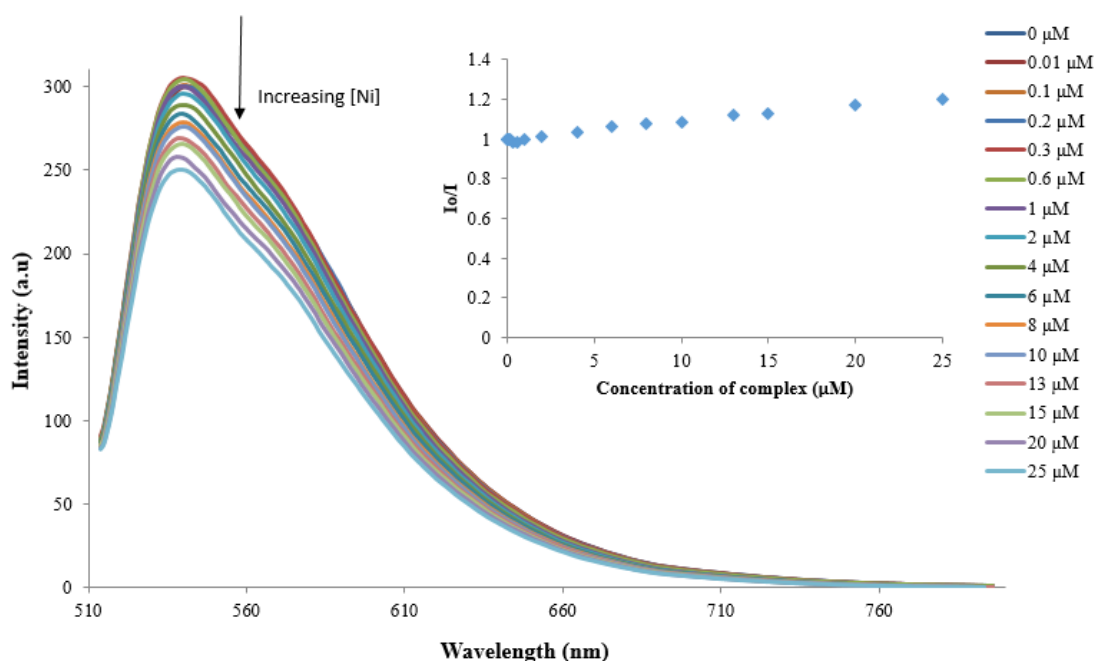 300
250
200
150
100
50
0
Intensity (a.u)
510
560
610
660
710
760
Wavelength (nm)
Increasing [Ni]
1.4
1.2
1
0.8
0.6
0.4
0.2
0
Io/I
0
5
10
15
20
25
Concentration of complex (µM)
0 µM
0.01 µM
0.1 µM
0.2 µM
0.3 µM
0.6 µM
1 µM
2 µM
4 µM
6 µM
8 µM
10 µM
13 µM
15 µM
20 µM
25 µM